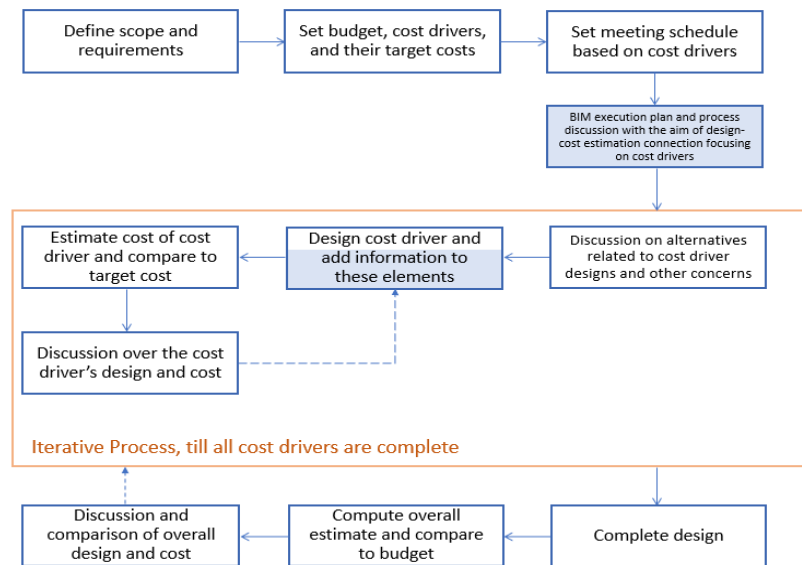 Define scope and
requirements
Set budget, cost drivers,
and their target costs
Set meeting schedule
based on cost drivers
BIM execution plan and process
discussion with the aim of design-
cost estimation connection focusing
on cost drivers
Estimate cost of cost
driver and compare to
target cost
Design cost driver and
add information to
these elements
Discussion on alternatives
related to cost driver
designs and other concerns
Discussion over the cost
driver's design and cost
Iterative Process, till all cost drivers are complete
Discussion and
comparison of overall
design and cost
Compute overall
estimate and compare
to budget
Complete design